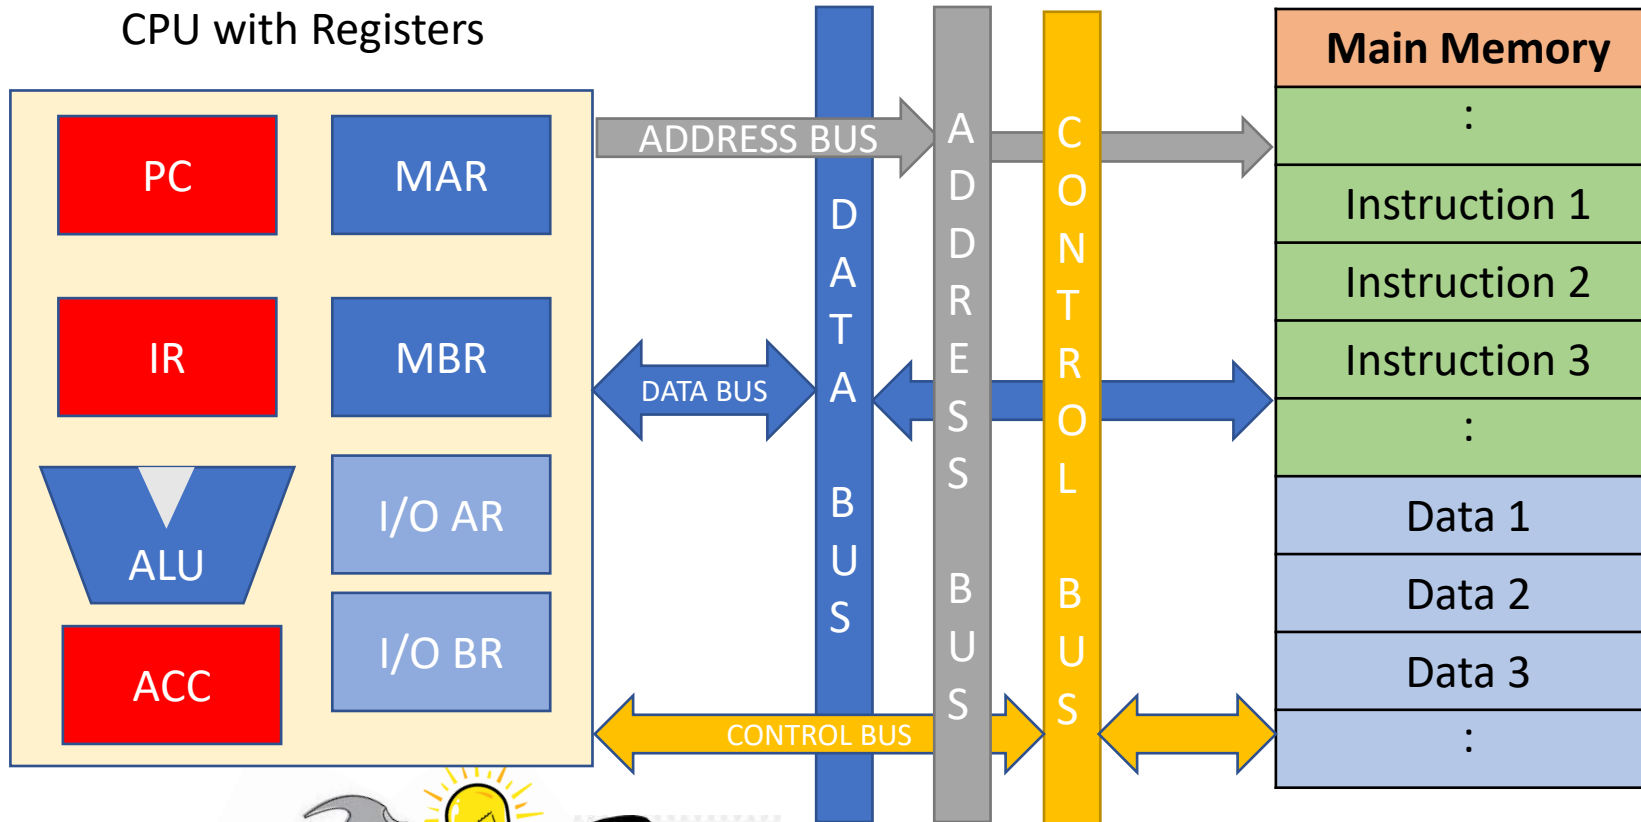 CPU with Registers
PC
MAR
IR
MBR
ALU
I/O AR
I/O BR
ACC
ADDRESS BUS
DATA BUS
CONTROL BUS
DATA BUS
ADDRESS BUS
CONTROL BUS
Main Memory
:
Instruction 1
Instruction 2
Instruction 3
:
Data 1
Data 2
Data 3
: